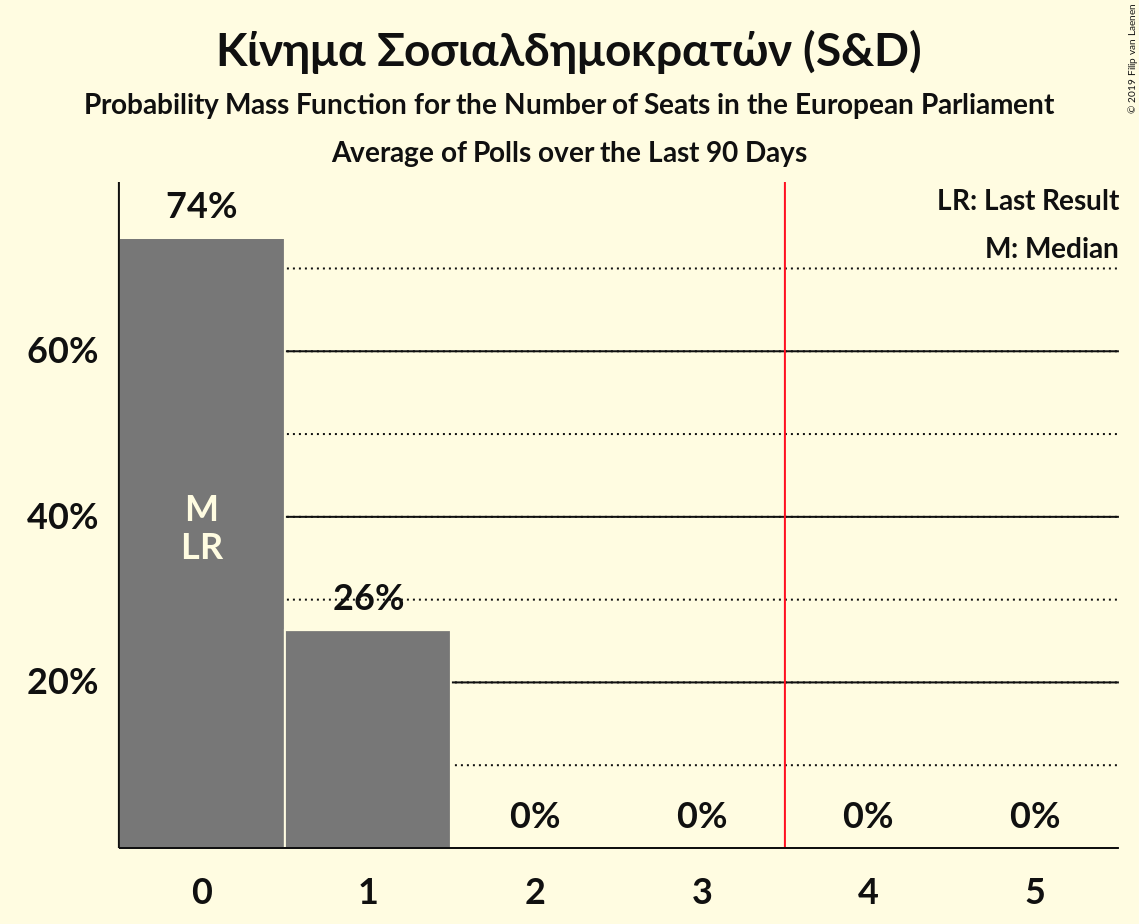 Κίνημα Σοσιαλδημοκρατών (S&D)
Probability Mass Function for the Number of Seats in the European Parliament
Average of Polls over the Last 90 Days
© 2019 Filip van Laenen
LR: Last Result
M: Median
74%
60%
40%
20%
M
LR
26%
0%
0%
0%
0%
0
1
2
3
4
5